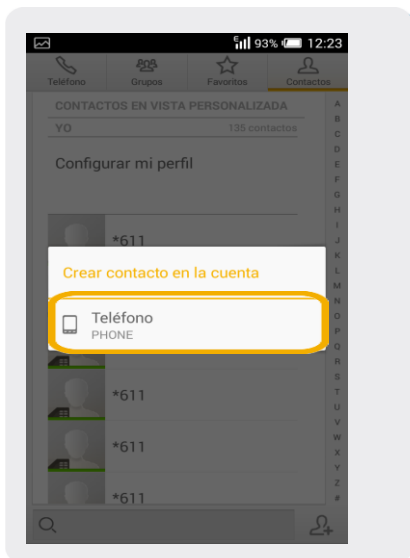 93% 12:23
Teléfono Grupos Favoritos Contactos
CONTACTOS EN VISTA PERSONALIZADA
YO 135 contactos
Configurar mi perfil
*611
Crear contacto en la cuenta
Teléfono
PHONE
*611
*611
*611
A
B
C
D
E
F
G
H
I
J
K
L
M
N
O
P
Q
R
S
T
U
V
W
X
Y
Z
#